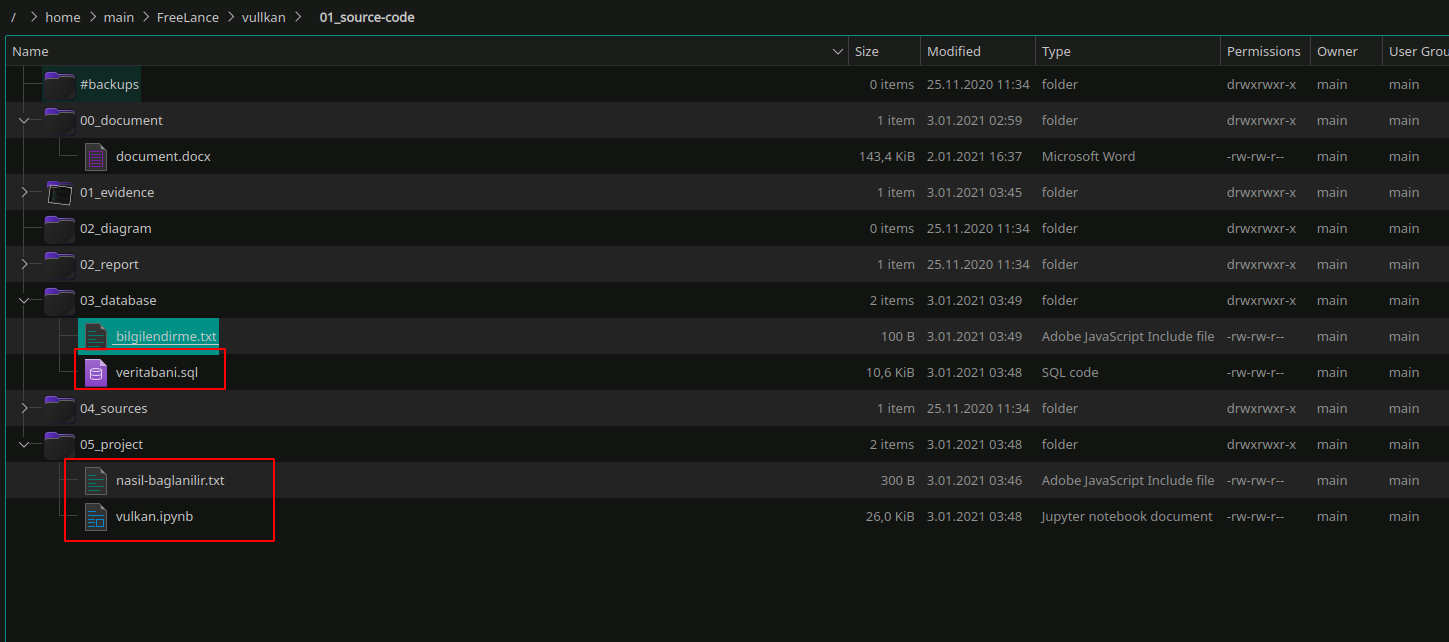 / > home > main > FreeLance > vullkan > 01_source-code
Name Size Modified Type Permissions Owner User Grou
#backups 0 items 25.11.2020 11:34 folder drwxrwxr-x main main
00_document 1 item 3.01.2021 02:59 folder drwxrwxr-x main main
document.docx 143,4 KiB 2.01.2021 16:37 Microsoft Word -rw-rw-r-- main main
01_evidence 1 item 3.01.2021 03:45 folder drwxrwxr-x main main
02_diagram 0 items 25.11.2020 11:34 folder drwxrwxr-x main main
02_report 1 item 25.11.2020 11:34 folder drwxrwxr-x main main
03_database 2 items 3.01.2021 03:49 folder drwxrwxr-x main main
bilgilendirme.txt 100 B 3.01.2021 03:49 Adobe JavaScript Include file -rw-rw-r-- main main
veritabani.sql 10,6 KiB 3.01.2021 03:48 SQL code -rw-rw-r-- main main
04_sources 1 item 25.11.2020 11:34 folder drwxrwxr-x main main
05_project 2 items 3.01.2021 03:48 folder drwxrwxr-x main main
nasil-baglanilir.txt 300 B 3.01.2021 03:46 Adobe JavaScript Include file -rw-rw-r-- main main
vulkan.ipynb 26,0 KiB 3.01.2021 03:48 Jupyter notebook document -rw-rw-r-- main main